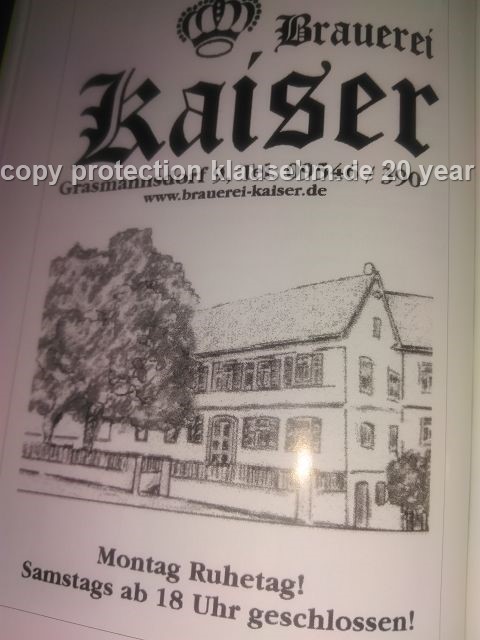 Brauerei
Kaiser
copy protection klausehm.de 20 year
Grasmannsdorf
www.brauerei-kaiser.de
Montag Ruhetag!
Samstags ab 18 Uhr geschlossen!